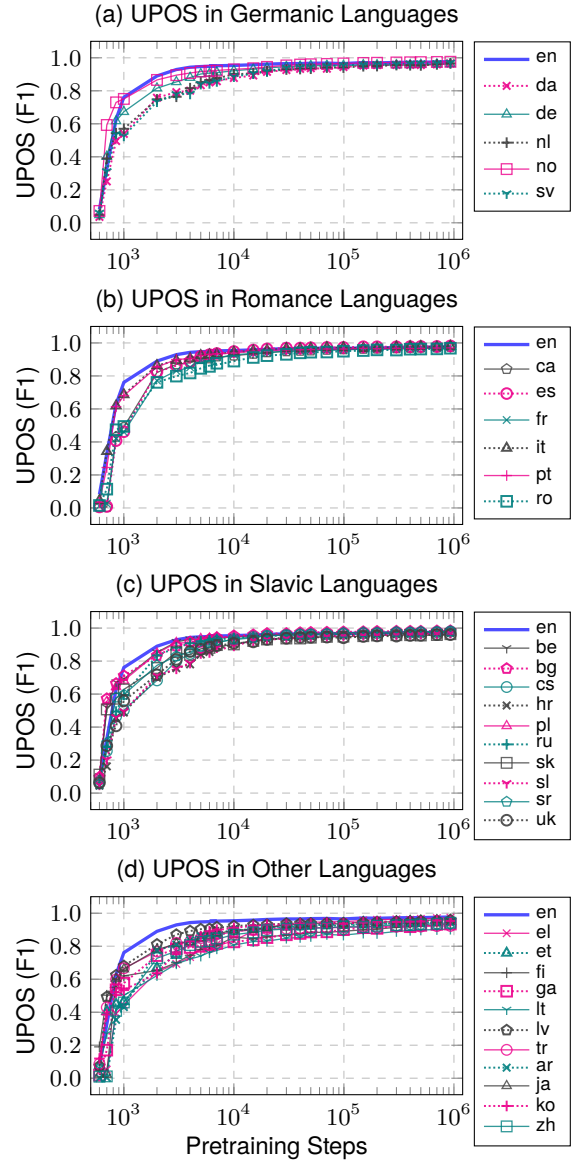 (a) UPOS in Germanic Languages
UPOS (F1)
1.0
0.8
0.6
0.4
0.2
0.0
10^3
10^4
10^5
10^6
en
da
de
nl
no
sv
(b) UPOS in Romance Languages
UPOS (F1)
1.0
0.8
0.6
0.4
0.2
0.0
10^3
10^4
10^5
10^6
en
ca
es
fr
it
pt
ro
(c) UPOS in Slavic Languages
UPOS (F1)
1.0
0.8
0.6
0.4
0.2
0.0
10^3
10^4
10^5
10^6
en
be
bg
cs
hr
pl
ru
sk
sl
sr
uk
(d) UPOS in Other Languages
UPOS (F1)
1.0
0.8
0.6
0.4
0.2
0.0
10^3
10^4
10^5
10^6
Pretraining Steps
en
el
et
fi
ga
lt
lv
tr
ar
ja
ko
zh